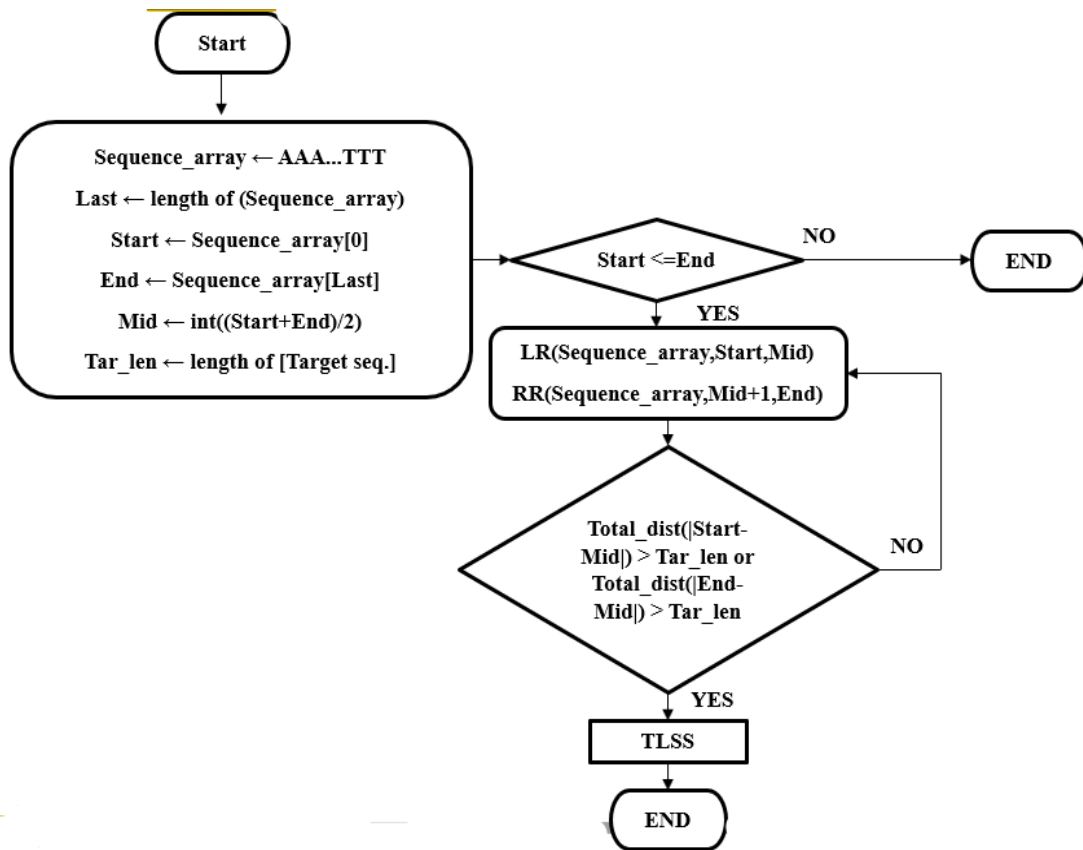 Start
Sequence_array ← AAA...TTT
Last ← length of (Sequence_array)
Start ← Sequence_array[0]
End ← Sequence_array[Last]
Mid ← int((Start+End)/2)
Tar_len ← length of [Target seq.]
Start <=End
NO
END
YES
LR(Sequence_array,Start,Mid)
RR(Sequence_array,Mid+1,End)
Total_dist(|Start-
Mid|) > Tar_len or
Total_dist(|End-
Mid|) > Tar_len
NO
YES
TLSS
END